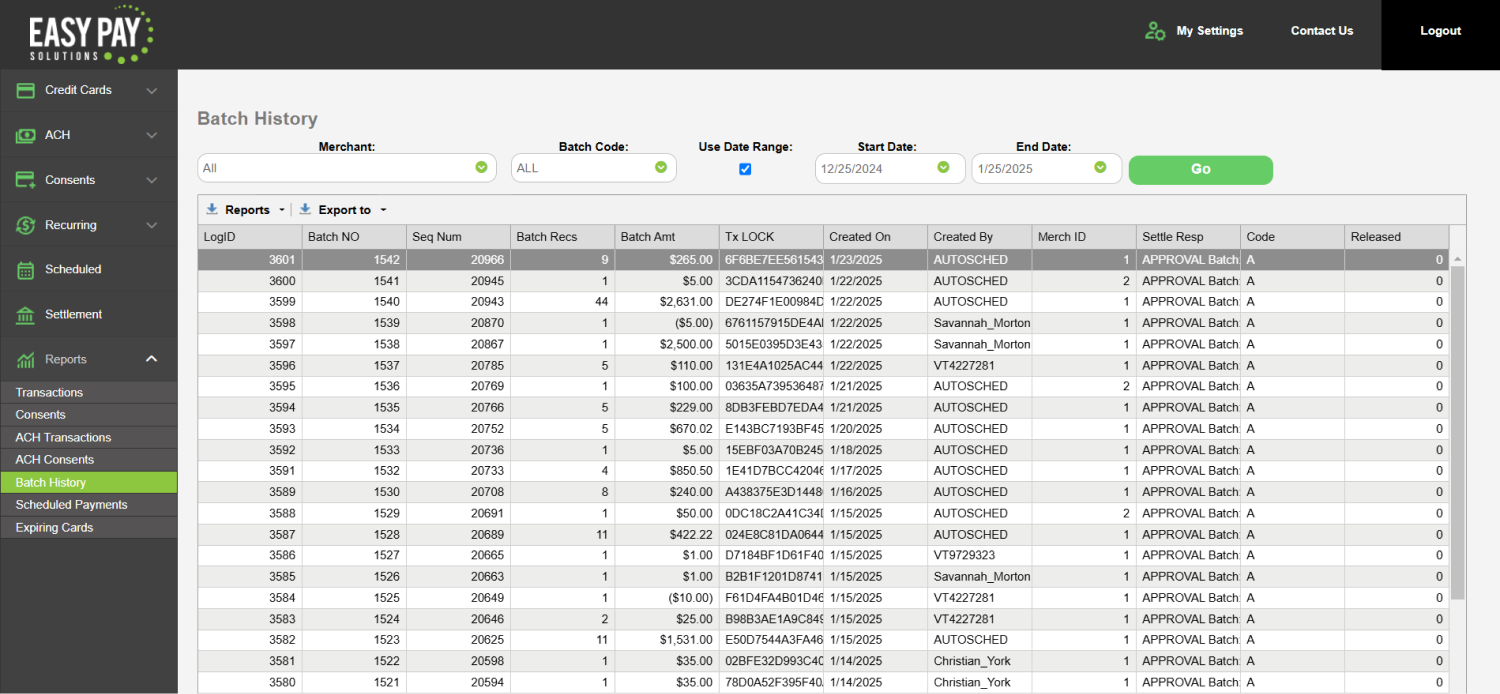 EASY PAY
SOLUTIONS
My Settings Contact Us Logout
Credit Cards
ACH
Consents
Recurring
Scheduled
Settlement
Reports
Transactions
Consents
ACH Transactions
ACH Consents
Batch History
Scheduled Payments
Expiring Cards
Batch History
Merchant: Batch Code: Use Date Range: Start Date: End Date:
All ALL 12/25/2024 1/25/2025 Go
Reports Export to
LogID Batch NO Seq Num Batch Recs Batch Amt Tx LOCK Created On Created By Merch ID Settle Resp Code Released
3601 1542 20966 9 $265.00 6F6BE7EE561543 1/23/2025 AUTOSCHED 1 APPROVAL Batch: A 0
3600 1541 20945 1 $5.00 3CDA1154736240 1/22/2025 AUTOSCHED 2 APPROVAL Batch: A 0
3599 1540 20943 44 $2,631.00 DE274F1E00984D 1/22/2025 AUTOSCHED 1 APPROVAL Batch: A 0
3598 1539 20870 1 ($5.00) 6761157915DE4A 1/22/2025 Savannah_Morton 1 APPROVAL Batch: A 0
3597 1538 20867 1 $2,500.00 5015E0395D3E43 1/22/2025 Savannah_Morton 1 APPROVAL Batch: A 0
3596 1537 20785 5 $110.00 131E4A1025AC44 1/22/2025 VT4227281 1 APPROVAL Batch: A 0
3595 1536 20769 1 $100.00 03635A739536487 1/21/2025 AUTOSCHED 2 APPROVAL Batch: A 0
3594 1535 20766 5 $229.00 8DB3FEBD7EDA4 1/21/2025 AUTOSCHED 1 APPROVAL Batch: A 0
3593 1534 20752 5 $670.02 E143BC7193BF45 1/20/2025 AUTOSCHED 1 APPROVAL Batch: A 0
3592 1533 20736 1 $5.00 15EBF03A70B245 1/18/2025 AUTOSCHED 1 APPROVAL Batch: A 0
3591 1532 20733 4 $850.50 1E41D7BCC42046 1/17/2025 AUTOSCHED 1 APPROVAL Batch: A 0
3589 1530 20708 8 $240.00 A438375E3D1448 1/16/2025 AUTOSCHED 1 APPROVAL Batch: A 0
3588 1529 20691 1 $50.00 0DC18C2A41C34D 1/15/2025 AUTOSCHED 2 APPROVAL Batch: A 0
3587 1528 20689 11 $422.22 024E8C81DA0644 1/15/2025 AUTOSCHED 1 APPROVAL Batch: A 0
3586 1527 20665 1 $1.00 D7184BF1D61F40 1/15/2025 VT9729323 1 APPROVAL Batch: A 0
3585 1526 20663 1 $1.00 B2B1F1201D8741 1/15/2025 Savannah_Morton 1 APPROVAL Batch: A 0
3584 1525 20649 1 ($10.00) F61D4FA4B01D46 1/15/2025 VT4227281 1 APPROVAL Batch: A 0
3583 1524 20646 2 $25.00 B98B3AE1A9C849 1/15/2025 VT4227281 1 APPROVAL Batch: A 0
3582 1523 20625 11 $1,531.00 E50D7544A3FA46 1/15/2025 AUTOSCHED 1 APPROVAL Batch: A 0
3581 1522 20598 1 $35.00 02BFE32D993C40 1/14/2025 Christian_York 1 APPROVAL Batch: A 0
3580 1521 20594 1 $35.00 78D0A52F395F40 1/14/2025 Christian_York 1 APPROVAL Batch: A 0